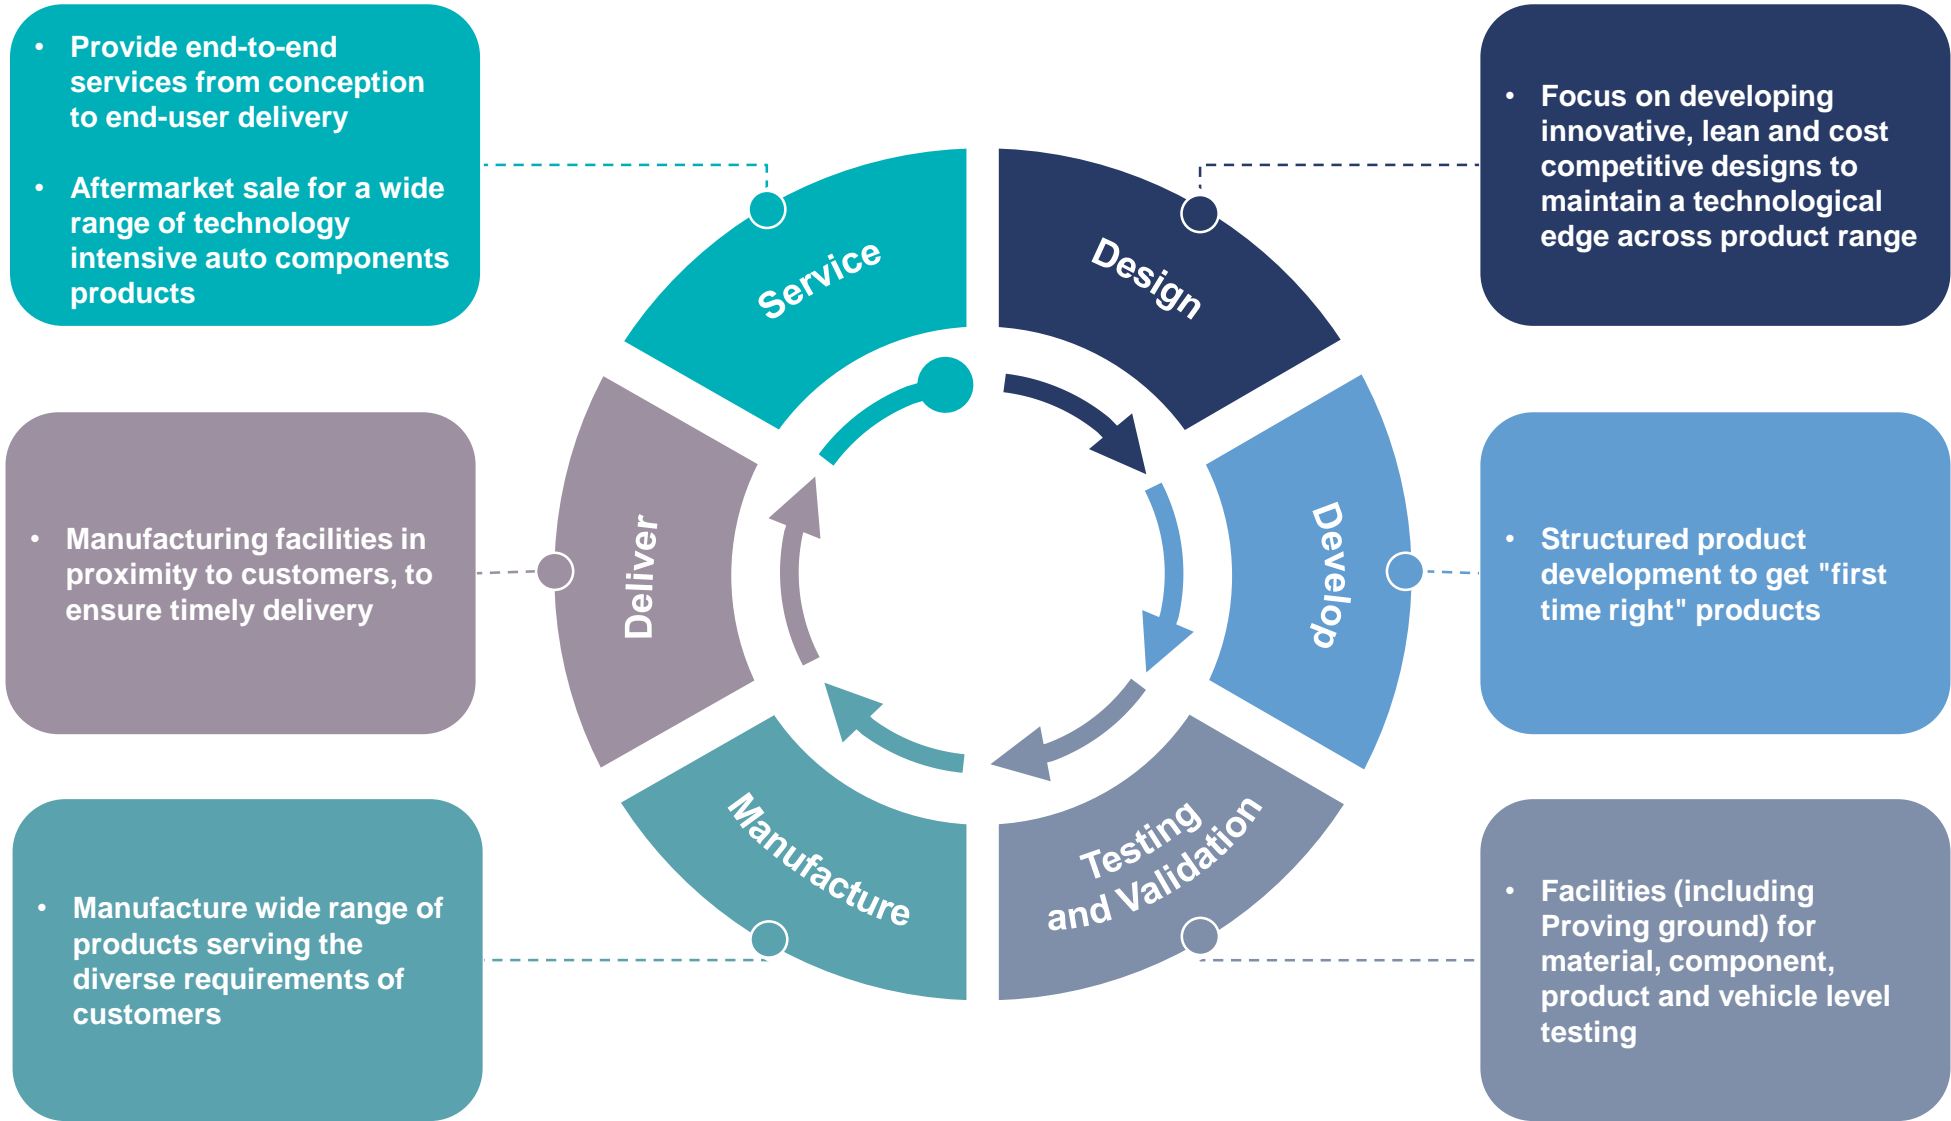 • Provide end-to-end
services from conception
to end-user delivery
• Aftermarket sale for a wide
range of technology
intensive auto components
products
• Focus on developing
innovative, lean and cost
competitive designs to
maintain a technological
edge across product range
Service
Design
• Manufacturing facilities in
proximity to customers, to
ensure timely delivery
Deliver
Develop
• Structured product
development to get "first
time right" products
• Manufacture wide range of
products serving the
diverse requirements of
customers
Manufacture
Testing
and Validation
• Facilities (including
Proving ground) for
material, component,
product and vehicle level
testing